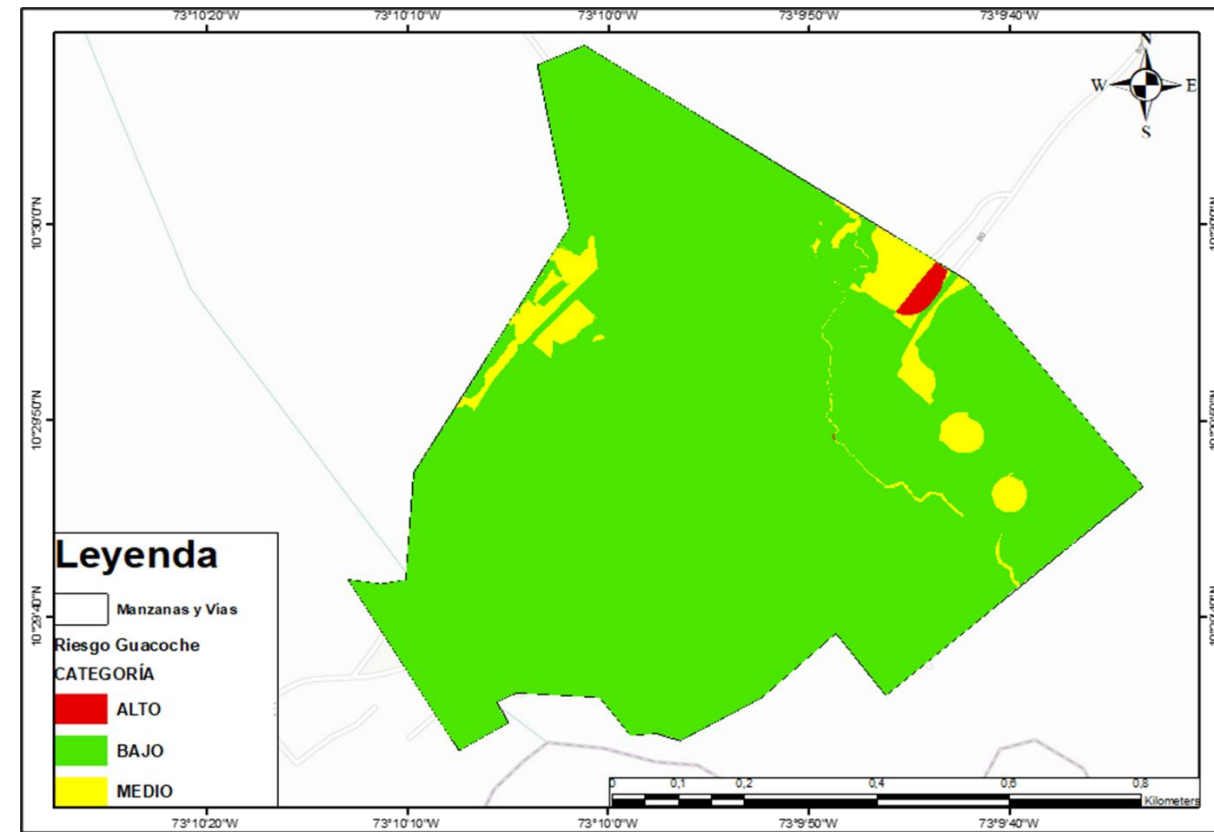 73°10'20"W 73°10'10"W 73°10'0"W 73°9'50"W 73°9'40"W
N
W E
S
10°30'0"N
10°29'50"N
10°29'40"N
80
Leyenda
Manzanas y Vías
Riesgo Guacoche
CATEGORÍA
ALTO
BAJO
MEDIO
0 0,1 0,2 0,4 0,6 0,8
Kilometers
73°10'20"W 73°10'10"W 73°10'0"W 73°9'50"W 73°9'40"W